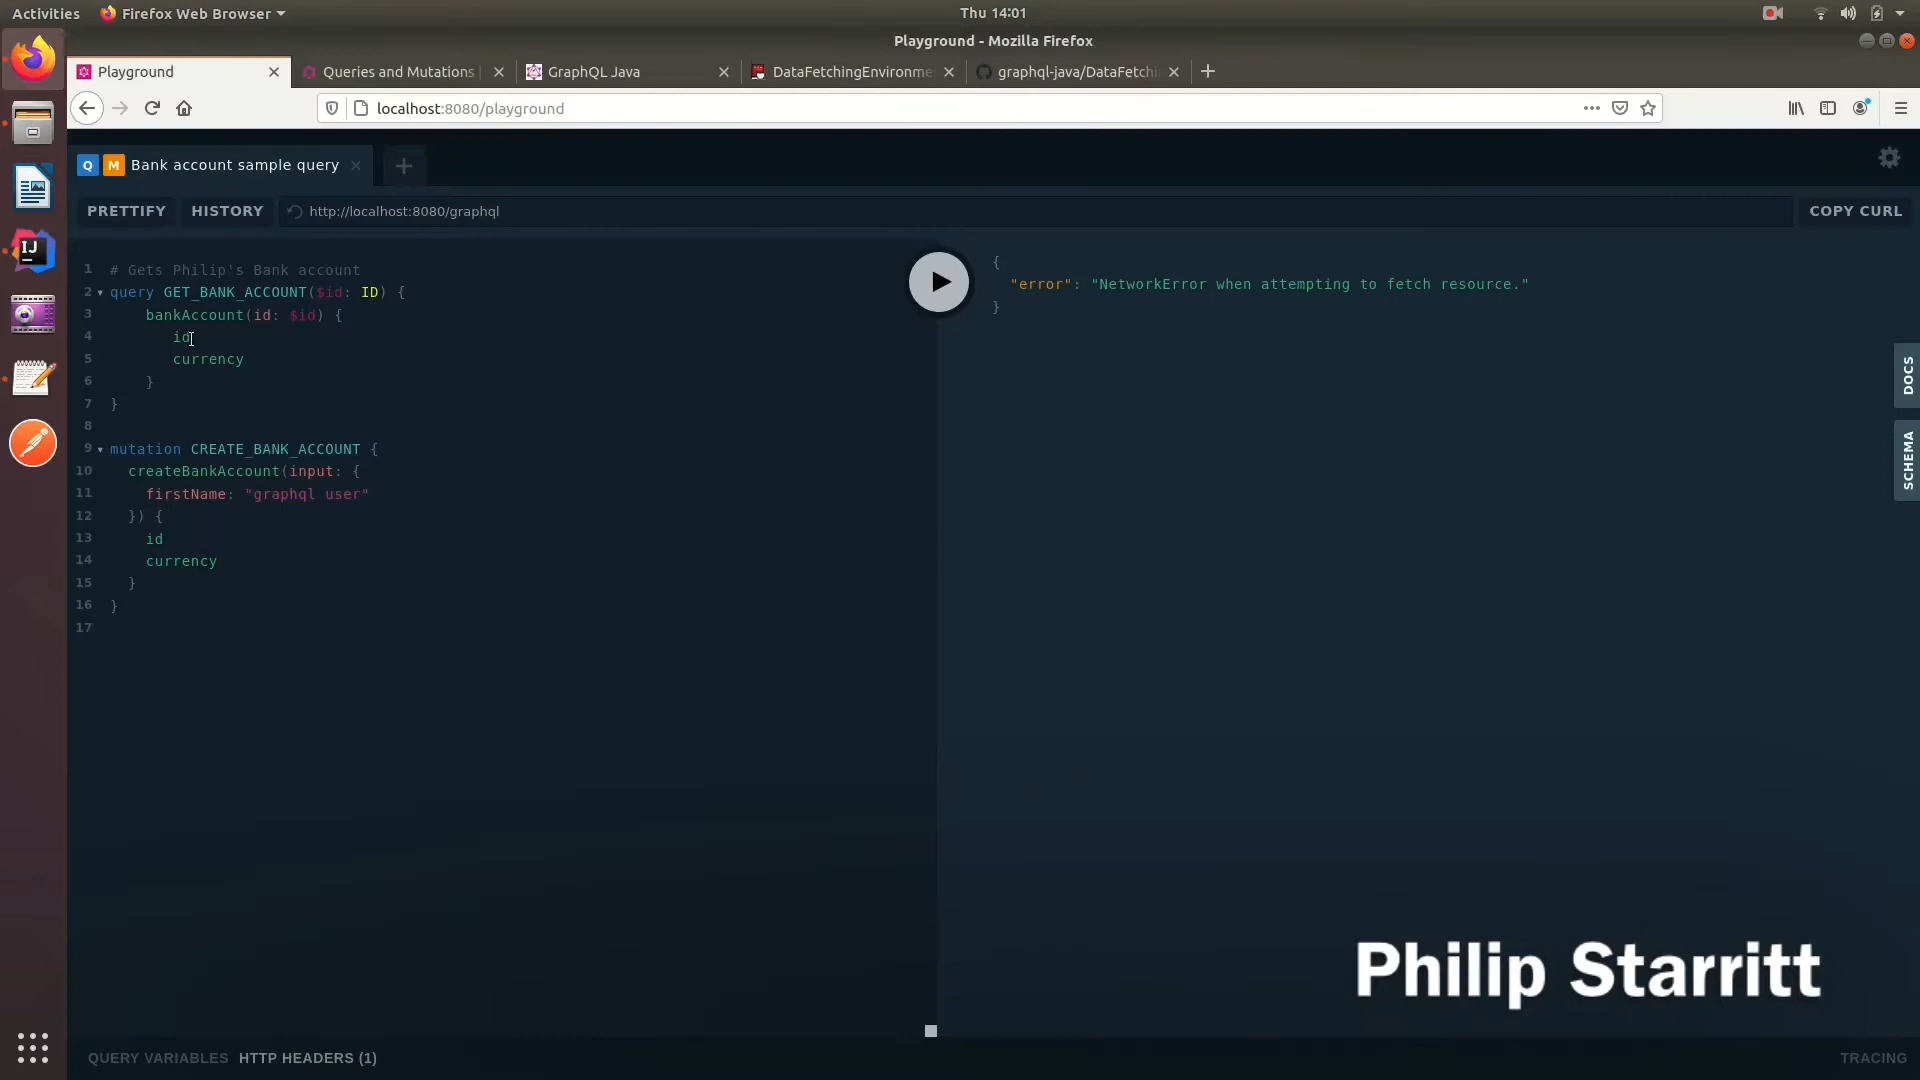 Activities Firefox Web Browser Thu 14:01
Playground - Mozilla Firefox
Playground Queries and Mutations | GraphQL Java DataFetchingEnvironme graphql-java/DataFetchi
localhost:8080/playground
Q M Bank account sample query
PRETTIFY HISTORY http://localhost:8080/graphql COPY CURL
1 # Gets Philip's Bank account
2 query GET_BANK_ACCOUNT($id: ID) {
3 bankAccount(id: $id) {
4 id
5 currency
6 }
7 }
8
9 mutation CREATE_BANK_ACCOUNT {
10 createBankAccount(input: {
11 firstName: "graphql user"
12 }) {
13 id
14 currency
15 }
16 }
17
{
"error": "NetworkError when attempting to fetch resource."
}
DOCS
SCHEMA
IJ
Philip Starritt
QUERY VARIABLES HTTP HEADERS (1) TRACING